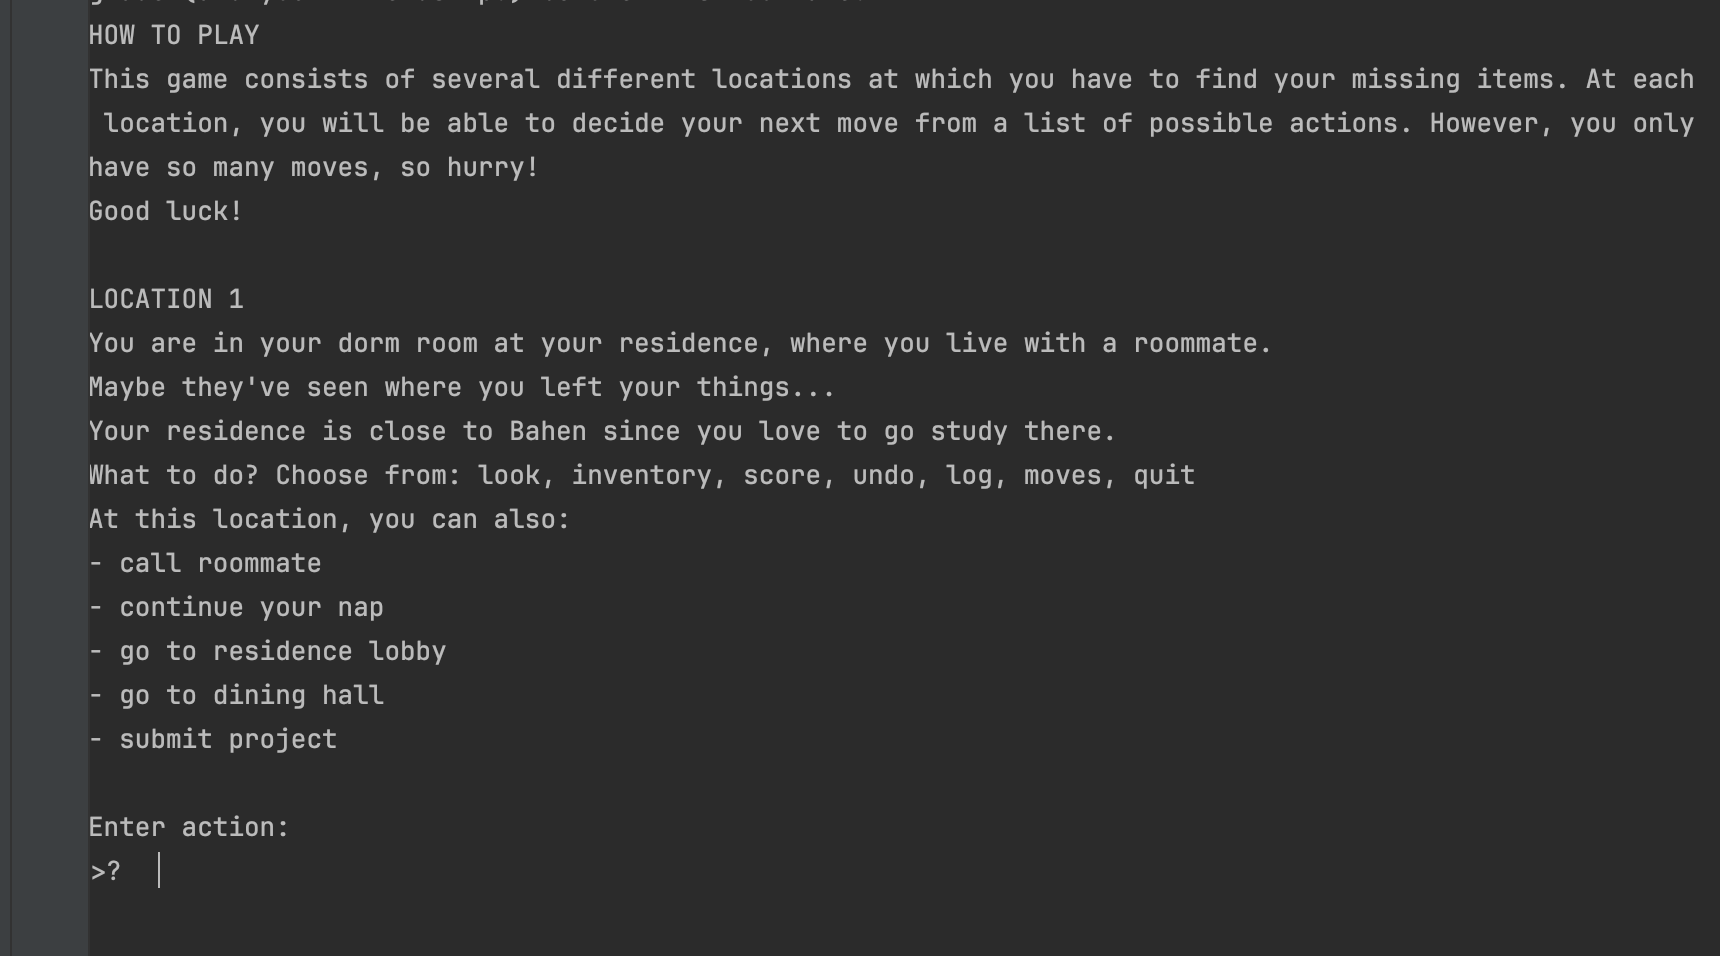 HOW TO PLAY
This game consists of several different locations at which you have to find your missing items. At each
location, you will be able to decide your next move from a list of possible actions. However, you only
have so many moves, so hurry!
Good luck!
LOCATION 1
You are in your dorm room at your residence, where you live with a roommate.
Maybe they've seen where you left your things...
Your residence is close to Bahen since you love to go study there.
What to do? Choose from: look, inventory, score, undo, log, moves, quit
At this location, you can also:
- call roommate
- continue your nap
- go to residence lobby
- go to dining hall
- submit project
Enter action:
>?